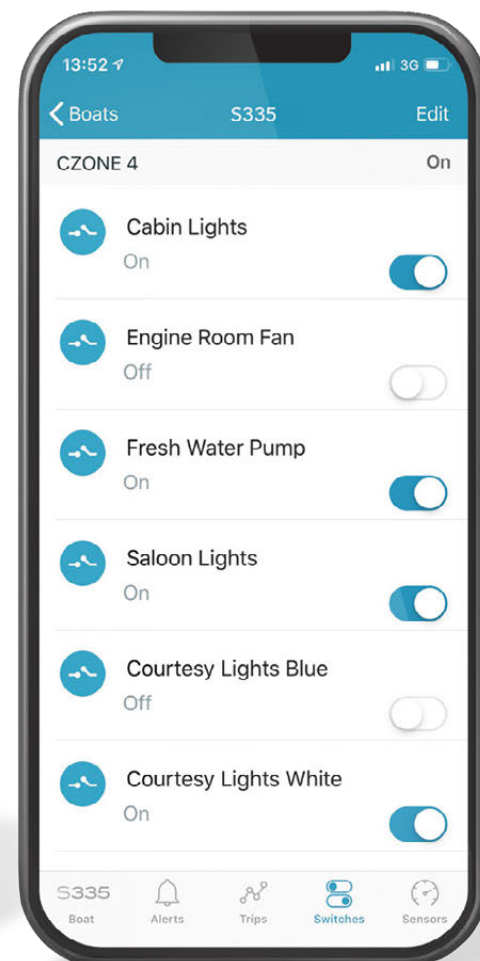 13:52 3G
Boats S335 Edit
CZONE 4 On
Cabin Lights
On
Engine Room Fan
Off
Fresh Water Pump
On
Saloon Lights
On
Courtesy Lights Blue
Off
Courtesy Lights White
On
S335
Boat Alerts Trips Switches Sensors